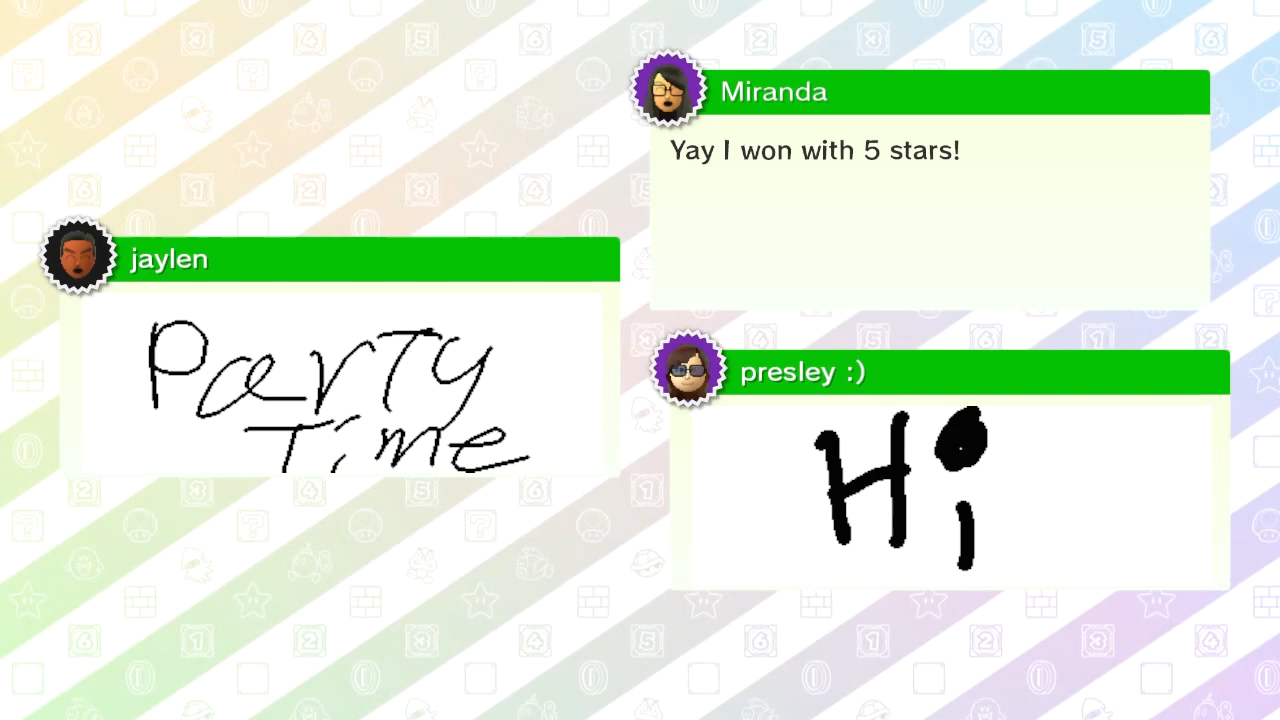 Miranda
Yay I won with 5 stars!
jaylen
Party
Time
presley :)
Hi